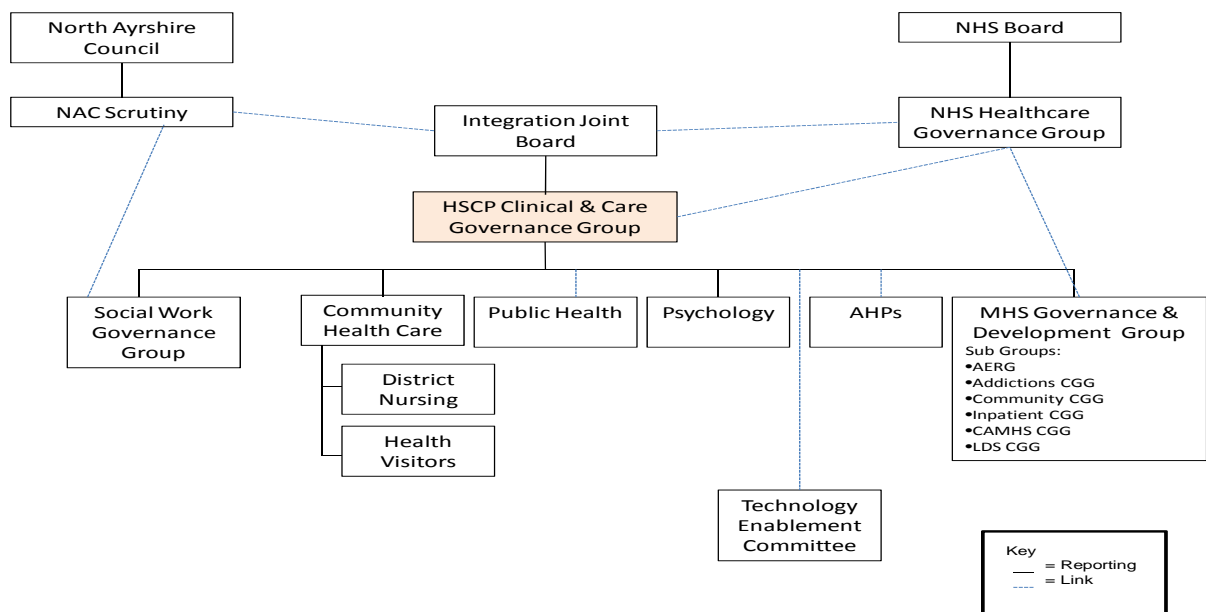 North Ayrshire
Council
NHS Board
NAC Scrutiny
Integration Joint
Board
NHS Healthcare
Governance Group
HSCP Clinical & Care
Governance Group
Social Work
Governance
Group
Community
Health Care
Public Health
Psychology
AHPs
MHS Governance &
Development Group
Sub Groups:
•AERG
•Addictions CGG
•Community CGG
•Inpatient CGG
•CAMHS CGG
•LDS CGG
District
Nursing
Health
Visitors
Technology
Enablement
Committee
Key
= Reporting
= Link